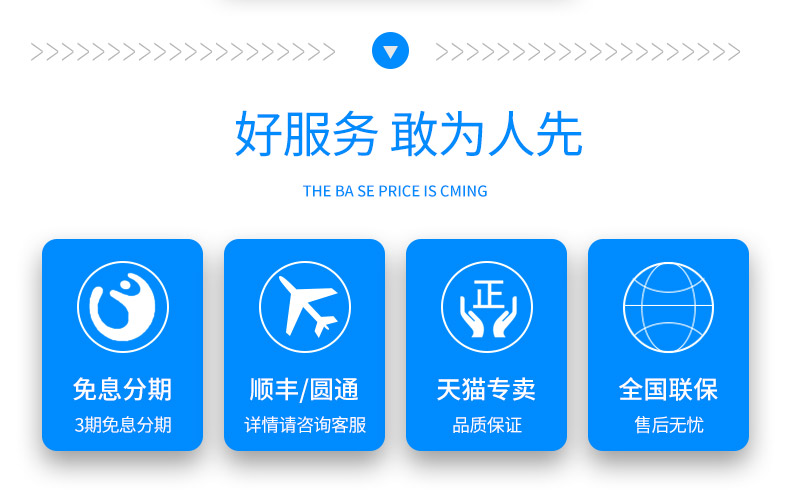 好服务 敢为人先
THE BA SE PRICE IS CMING
免息分期
3期免息分期
顺丰/圆通
详情请咨询客服
正
天猫专卖
品质保证
全国联保
售后无忧